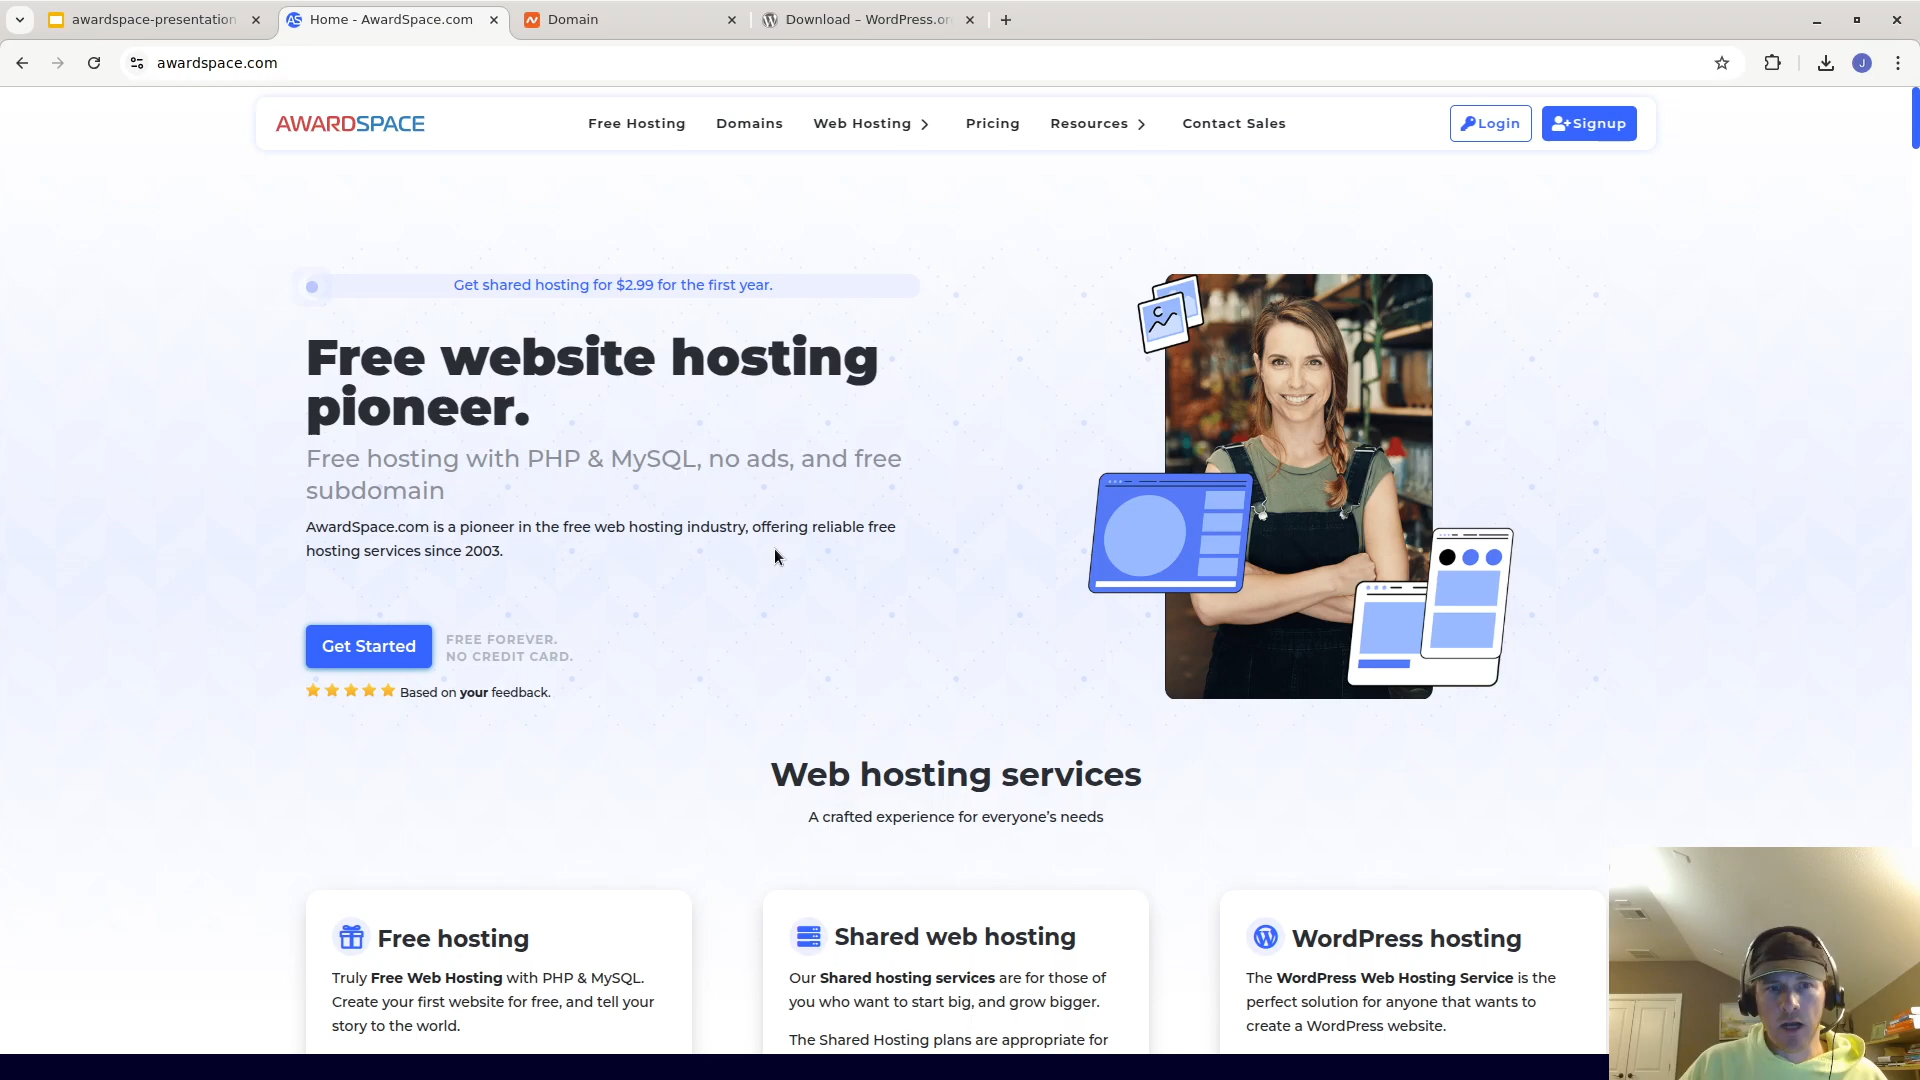 awardspace-presentation
Home - AwardSpace.com
Domain
Download – WordPress.or
awardspace.com
J
AWARDSPACE
Free Hosting
Domains
Web Hosting
Pricing
Resources
Contact Sales
Login
Signup
Get shared hosting for $2.99 for the first year.
Free website hosting
pioneer.
Free hosting with PHP & MySQL, no ads, and free
subdomain
AwardSpace.com is a pioneer in the free web hosting industry, offering reliable free
hosting services since 2003.
Get Started
FREE FOREVER.
NO CREDIT CARD.
Based on your feedback.
Web hosting services
A crafted experience for everyone's needs
Free hosting
Truly Free Web Hosting with PHP & MySQL.
Create your first website for free, and tell your
story to the world.
Shared web hosting
Our Shared hosting services are for those of
you who want to start big, and grow bigger.
The Shared Hosting plans are appropriate for
WordPress hosting
The WordPress Web Hosting Service is the
perfect solution for anyone that wants to
create a WordPress website.